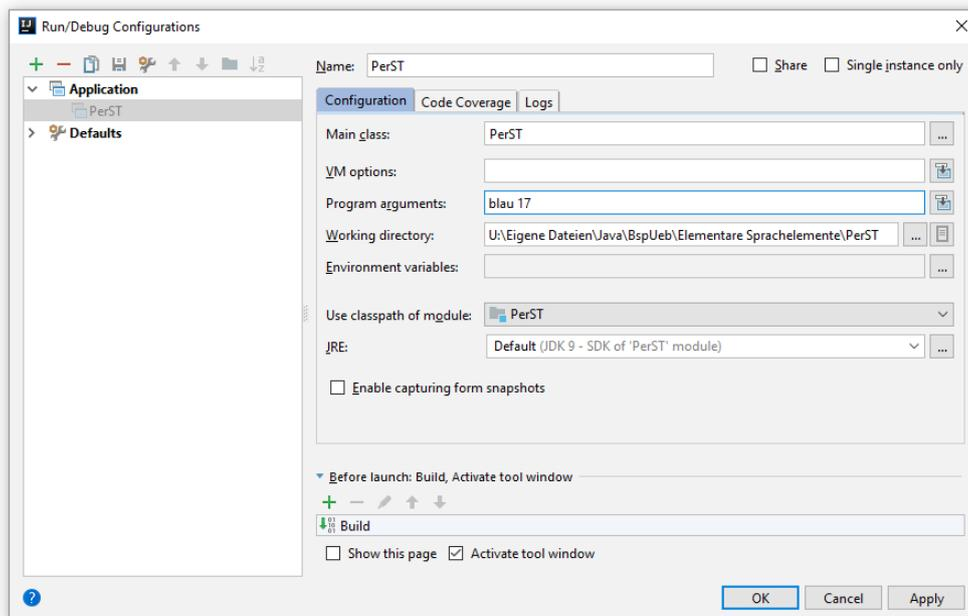 Run/Debug Configurations
Name: PerST Share Single instance only
Application
PerST
Defaults
Configuration Code Coverage Logs
Main class: PerST ...
VM options:
Program arguments: blau 17
Working directory: U:\Eigene Dateien\Java\BspUeb\Elementare Sprachelemente\PerST ...
Environment variables: ...
Use classpath of module: PerST
JRE: Default (JDK 9 - SDK of 'PerST' module) ...
Enable capturing form snapshots
Before launch: Build, Activate tool window
Build
Show this page Activate tool window
? OK Cancel Apply